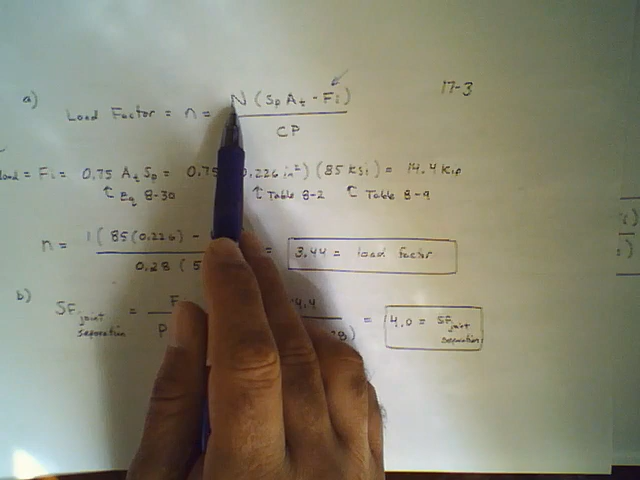 17-3
a) Load Factor = n = N (Sp At - Fi)
CP
load = Fi = 0.75 At Sp = 0.75 0.226 in²) (85 ksi) = 14.4 kip
Eq 8-30 Table 8-2 Table 8-9
n = 1 ( 85 (0.226) - = 3.44 = load factor
0.28 ( 5
b) SF joint separation = F 14.4 = 4.0 = SF joint separation
P